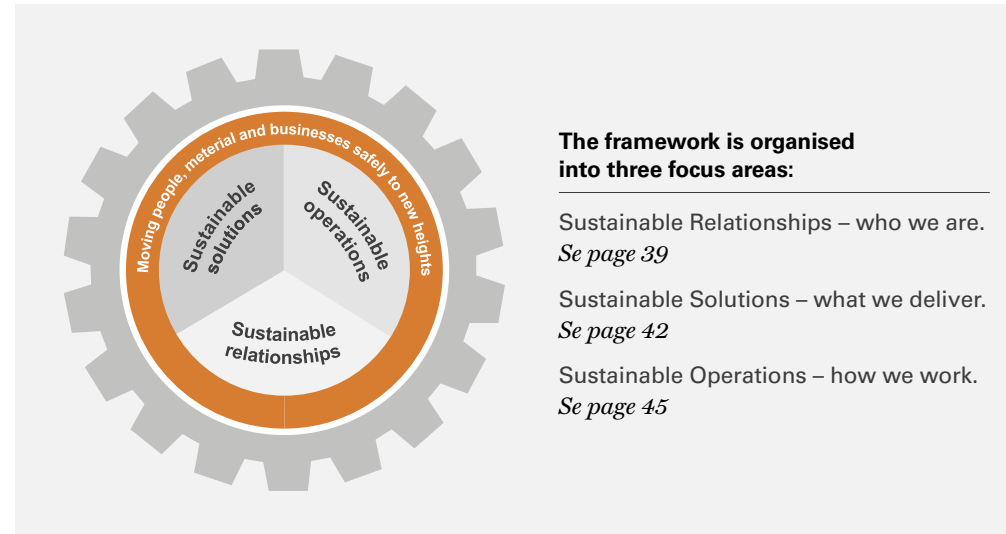 Moving people, meterial and businesses safely to new heights
Sustainable
solutions
Sustainable
operations
Sustainable
relationships
The framework is organised
into three focus areas:
Sustainable Relationships – who we are.
Se page 39
Sustainable Solutions – what we deliver.
Se page 42
Sustainable Operations – how we work.
Se page 45